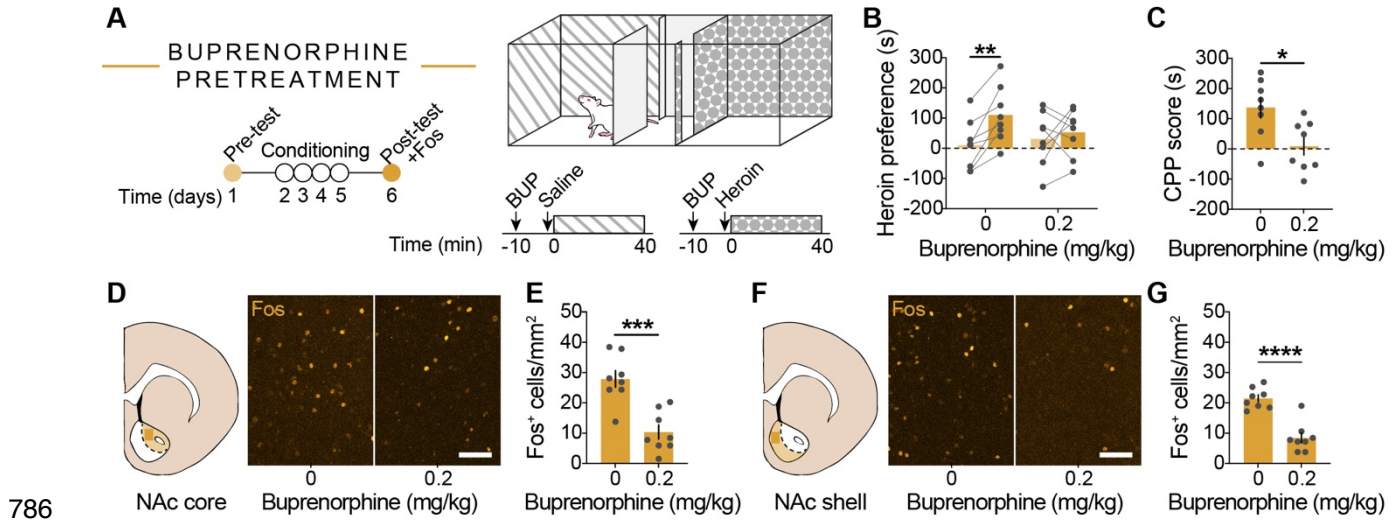 A
BUPRENORPHINE
PRETREATMENT
Pre-test
Conditioning
Post-test
+Fos
Time (days) 1 2 3 4 5 6
BUP
Saline
BUP
Heroin
Time (min) -10 0 40 -10 0 40
B
Heroin preference (s)
300
200
100
0
-100
-200
**
0 0.2
Buprenorphine (mg/kg)
C
CPP score (s)
300
200
100
0
-100
-200
*
0 0.2
Buprenorphine (mg/kg)
D
NAc core
Fos
0 0.2
Buprenorphine (mg/kg)
E
Fos⁺ cells/mm²
50
40
30
20
10
0
***
0 0.2
Buprenorphine (mg/kg)
F
NAc shell
Fos
0 0.2
Buprenorphine (mg/kg)
G
Fos⁺ cells/mm²
50
40
30
20
10
0
****
0 0.2
Buprenorphine (mg/kg)
786